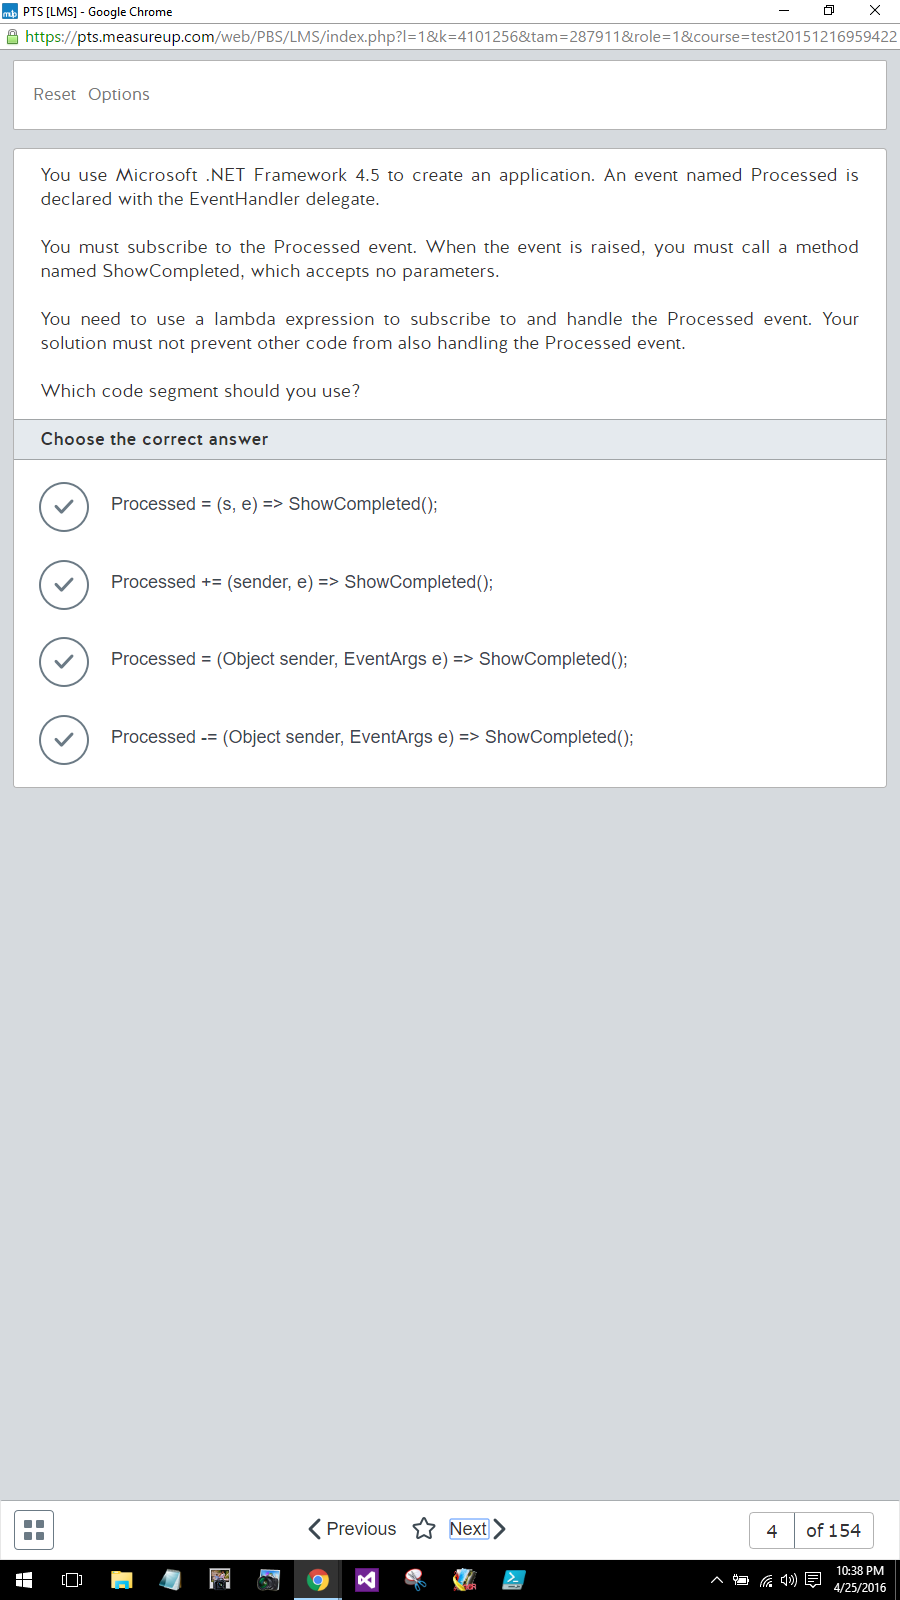 PTS [LMS] - Google Chrome
https://pts.measureup.com/web/PBS/LMS/index.php?l=1&k=4101256&tam=287911&role=1&course=test20151216959422
Reset Options
You use Microsoft .NET Framework 4.5 to create an application. An event named Processed is
declared with the EventHandler delegate.
You must subscribe to the Processed event. When the event is raised, you must call a method
named ShowCompleted, which accepts no parameters.
You need to use a lambda expression to subscribe to and handle the Processed event. Your
solution must not prevent other code from also handling the Processed event.
Which code segment should you use?
Choose the correct answer
Processed = (s, e) => ShowCompleted();
Processed += (sender, e) => ShowCompleted();
Processed = (Object sender, EventArgs e) => ShowCompleted();
Processed -= (Object sender, EventArgs e) => ShowCompleted();
Previous Next 4 of 154
10:38 PM
4/25/2016